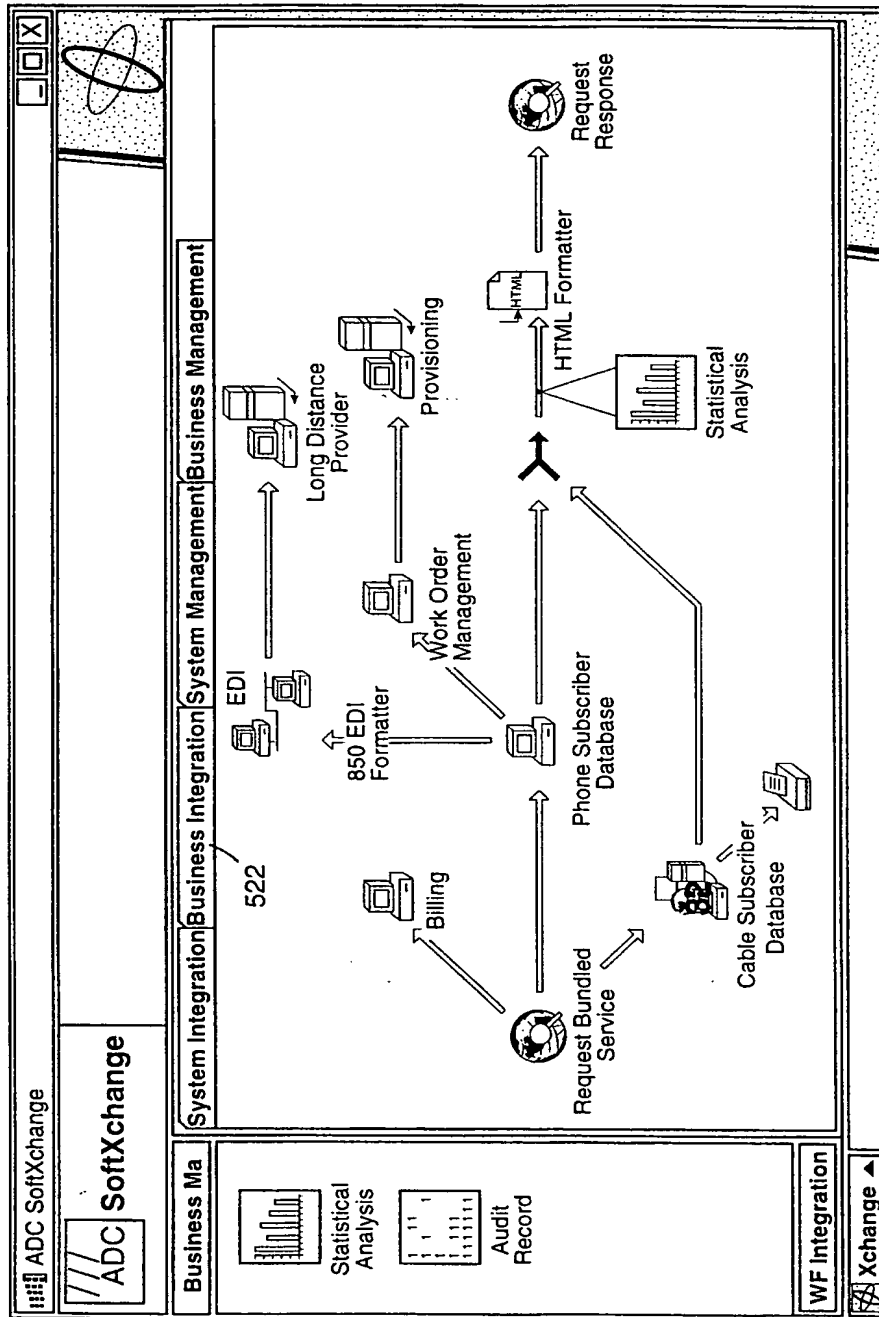 ADC SoftXchange
ADC SoftXchange
Business Ma
System Integration
Business Integration
System Management
Business Management
522
Statistical
Analysis
Audit
Record
WF Integration
Xchange
Request Bundled
Service
Billing
Cable Subscriber
Database
Phone Subscriber
Database
850 EDI
Formatter
EDI
Work Order
Management
Long Distance
Provider
Provisioning
HTML
HTML Formatter
Statistical
Analysis
Request
Response